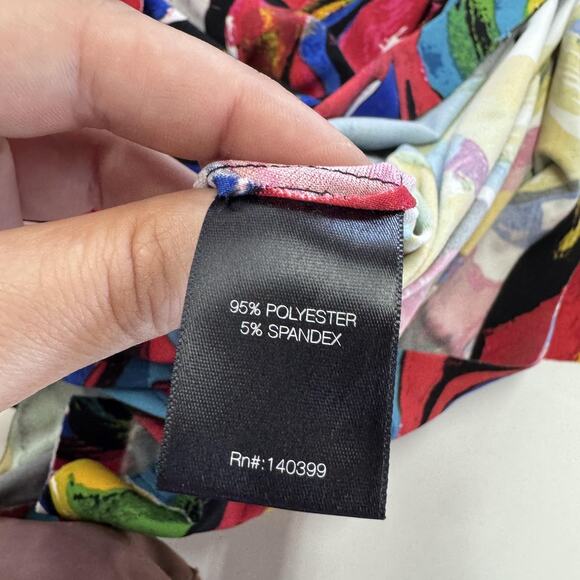 95% POLYESTER
5% SPANDEX
Rn#:140399